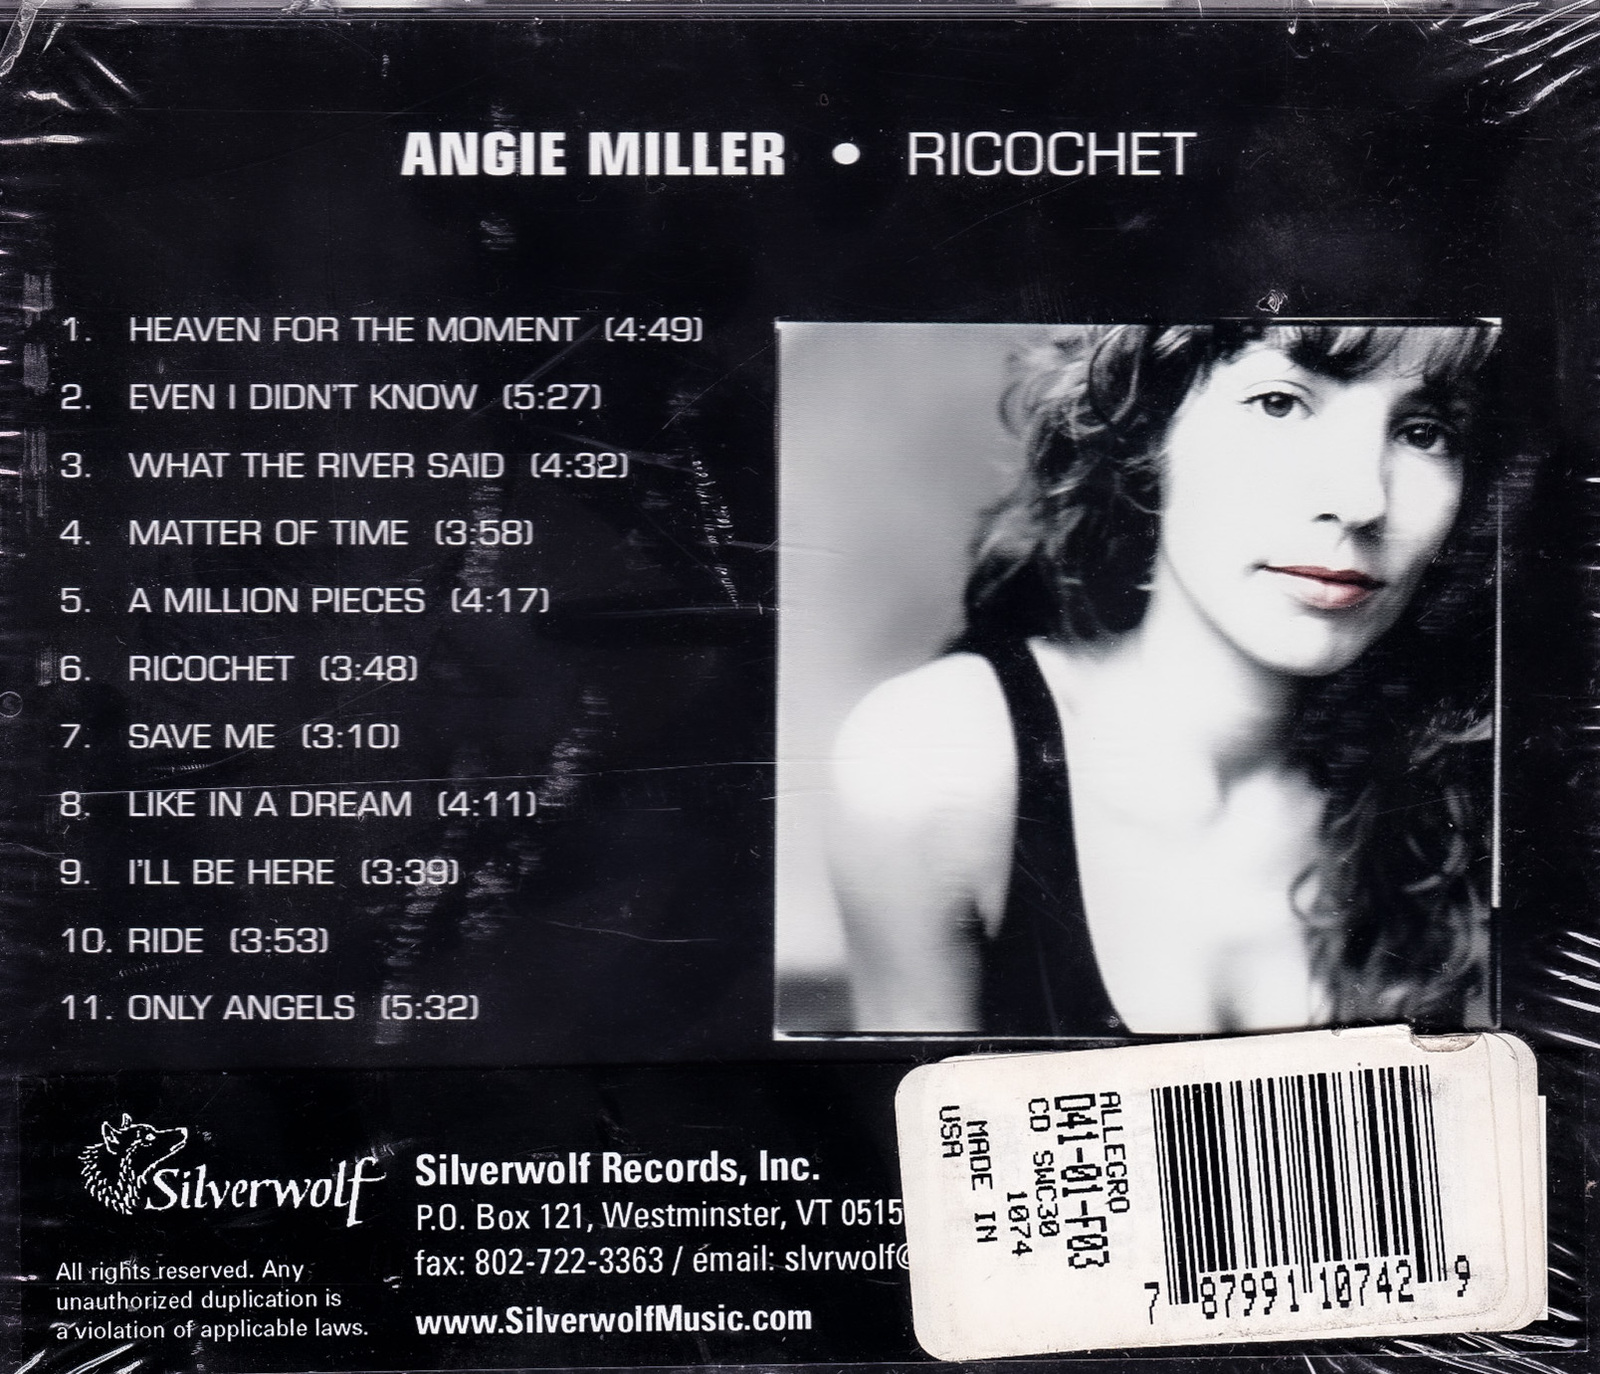 ANGIE MILLER • RICOCHET
1. HEAVEN FOR THE MOMENT (4:49)
2. EVEN I DIDN'T KNOW (5:27)
3. WHAT THE RIVER SAID (4:32)
4. MATTER OF TIME (3:58)
5. A MILLION PIECES (4:17)
6. RICOCHET (3:48)
7. SAVE ME (3:10)
8. LIKE IN A DREAM (4:11)
9. I'LL BE HERE (3:39)
10. RIDE (3:53)
11. ONLY ANGELS (5:32)
Silverwolf
All rights reserved. Any
unauthorized duplication is
a violation of applicable laws.
Silverwolf Records, Inc.
P.O. Box 121, Westminster, VT 0515
fax: 802-722-3363 / email: slvrwolf@
www.SilverwolfMusic.com
ALLEGRO
041-01-F03
CD SWC30
1074
MADE IN
USA
7 87991 10742 9